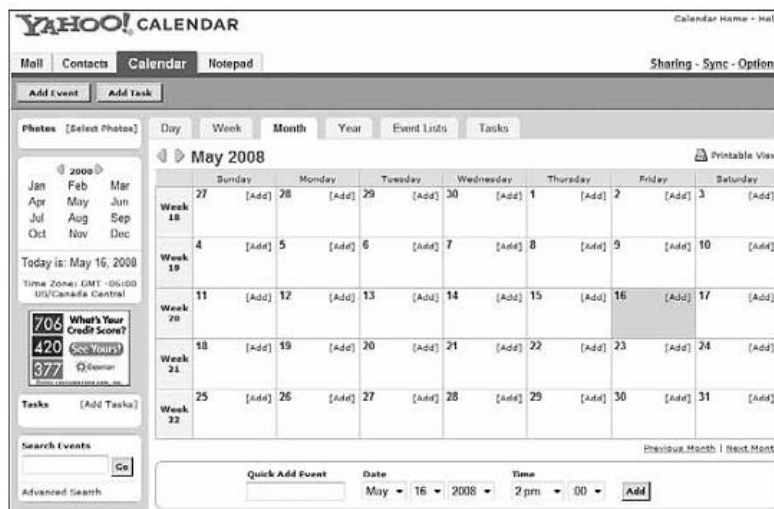 YAHOO! CALENDAR
Calendar Home - Hel
Mail Contacts Calendar Notepad
Sharing - Sync - Option
Add Event Add Task
Photos [Select Photos]
Day Week Month Year Event Lists Tasks
May 2008
Printable View
2008
Jan Feb Mar
Apr May Jun
Jul Aug Sep
Oct Nov Dec
Today is: May 16, 2008
Time Zone: GMT -06:00
US/Canada Central
706 What's Your
Credit Score?
420 See Yours!
377 Experian
Tasks [Add Tasks]
Search Events
Go
Advanced Search
Sunday Monday Tuesday Wednesday Thursday Friday Saturday
Week 18
27 [Add] 28 [Add] 29 [Add] 30 [Add] 1 [Add] 2 [Add] 3 [Add]
Week 19
4 [Add] 5 [Add] 6 [Add] 7 [Add] 8 [Add] 9 [Add] 10 [Add]
Week 20
11 [Add] 12 [Add] 13 [Add] 14 [Add] 15 [Add] 16 [Add] 17 [Add]
Week 21
18 [Add] 19 [Add] 20 [Add] 21 [Add] 22 [Add] 23 [Add] 24 [Add]
Week 22
25 [Add] 26 [Add] 27 [Add] 28 [Add] 29 [Add] 30 [Add] 31 [Add]
Previous Month | Next Mont
Quick Add Event Date Time
May 16 2008 2 pm :00 Add